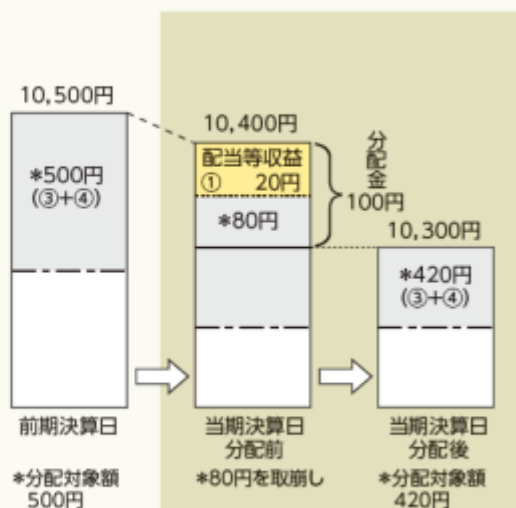 10,500円
*500円
(③+④)
前期決算日
*分配対象額
500円
10,400円
配当等収益
① 20円
*80円
分配金
100円
当期決算日
分配前
*80円を取崩し
10,300円
*420円
(③+④)
当期決算日
分配後
*分配対象額
420円